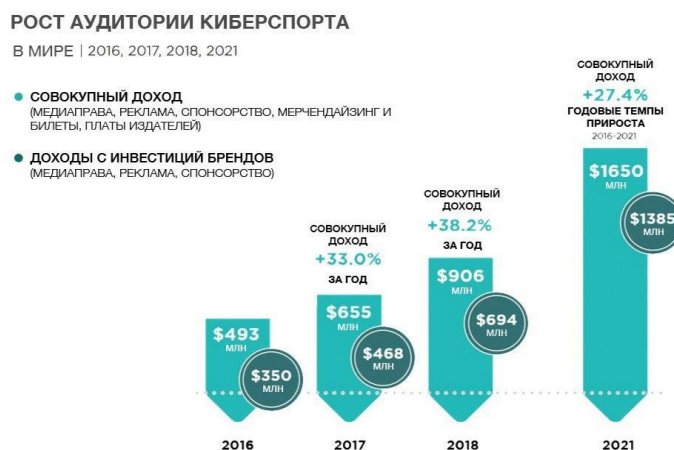 РОСТ АУДИТОРИИ КИБЕРСПОРТА
В МИРЕ | 2016, 2017, 2018, 2021
СОВОКУПНЫЙ ДОХОД
(МЕДИАПРАВА, РЕКЛАМА, СПОНСОРСТВО, МЕРЧЕНДАЙЗИНГ И
БИЛЕТЫ, ПЛАТЫ ИЗДАТЕЛЕЙ)
ДОХОДЫ С ИНВЕСТИЦИЙ БРЕНДОВ
(МЕДИАПРАВА, РЕКЛАМА, СПОНСОРСТВО)
$493
МЛН
$350
МЛН
2016
СОВОКУПНЫЙ
ДОХОД
+33.0%
ЗА ГОД
$655
МЛН
$468
МЛН
2017
СОВОКУПНЫЙ
ДОХОД
+38.2%
ЗА ГОД
$906
МЛН
$694
МЛН
2018
СОВОКУПНЫЙ
ДОХОД
+27.4%
ГОДОВЫЕ ТЕМПЫ
ПРИРОСТА
2016-2021
$1650
МЛН
$1385
МЛН
2021